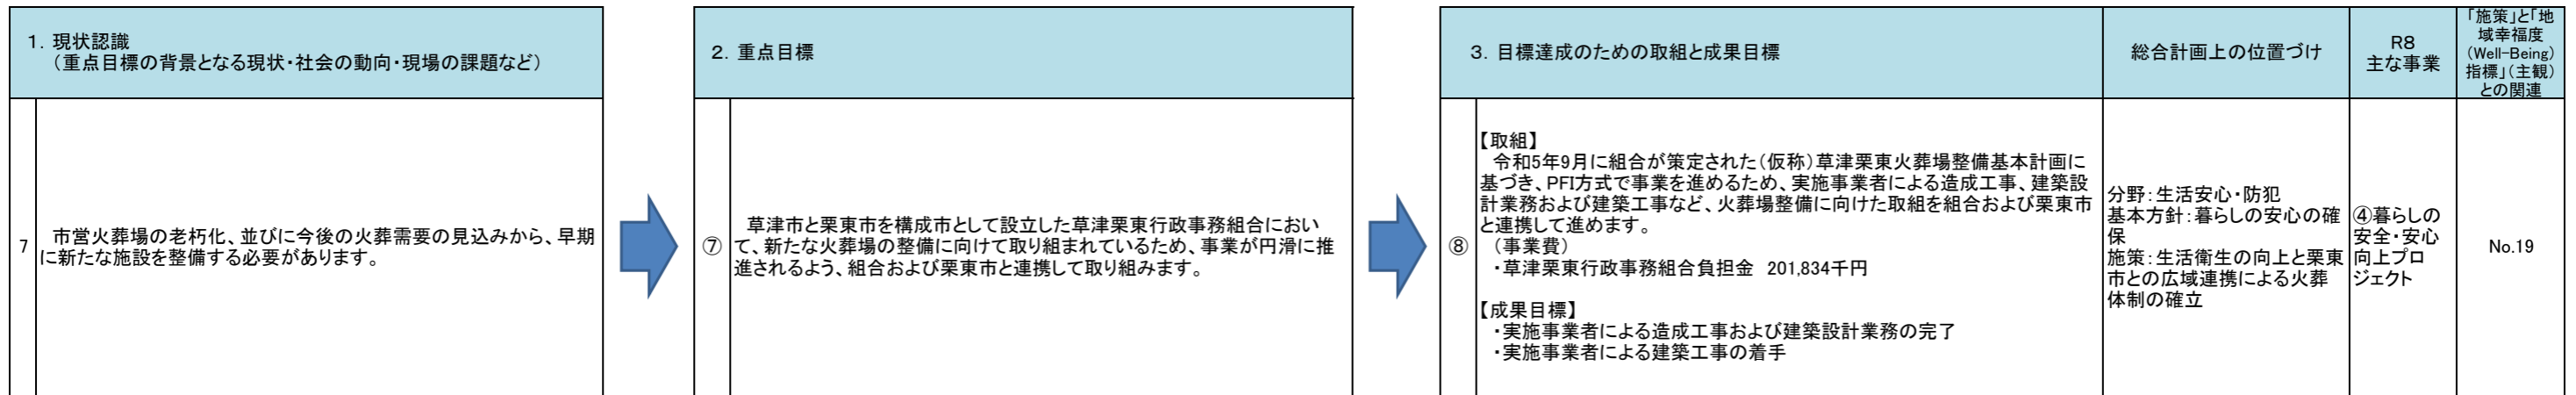 1．現状認識
（重点目標の背景となる現状・社会の動向・現場の課題など）
2．重点目標
3．目標達成のための取組と成果目標
総合計画上の位置づけ
R8
主な事業
「施策」と「地
域幸福度
（Well-Being）
指標」（主観）
との関連
7
市営火葬場の老朽化、並びに今後の火葬需要の見込みから、早期
に新たな施設を整備する必要があります。
⑦
草津市と栗東市を構成市として設立した草津栗東行政事務組合におい
て、新たな火葬場の整備に向けて取り組まれているため、事業が円滑に推
進されるよう、組合および栗東市と連携して取り組みます。
⑧
【取組】
令和5年9月に組合が策定された（仮称）草津栗東火葬場整備基本計画に
基づき、PFI方式で事業を進めるため、実施事業者による造成工事、建築設
計業務および建築工事など、火葬場整備に向けた取組を組合および栗東市
と連携して進めます。
（事業費）
・草津栗東行政事務組合負担金　201,834千円
【成果目標】
・実施事業者による造成工事および建築設計業務の完了
・実施事業者による建築工事の着手
分野：生活安心・防犯
基本方針：暮らしの安心の確
保
施策：生活衛生の向上と栗東
市との広域連携による火葬
体制の確立
④暮らしの
安全・安心
向上プロ
ジェクト
No.19